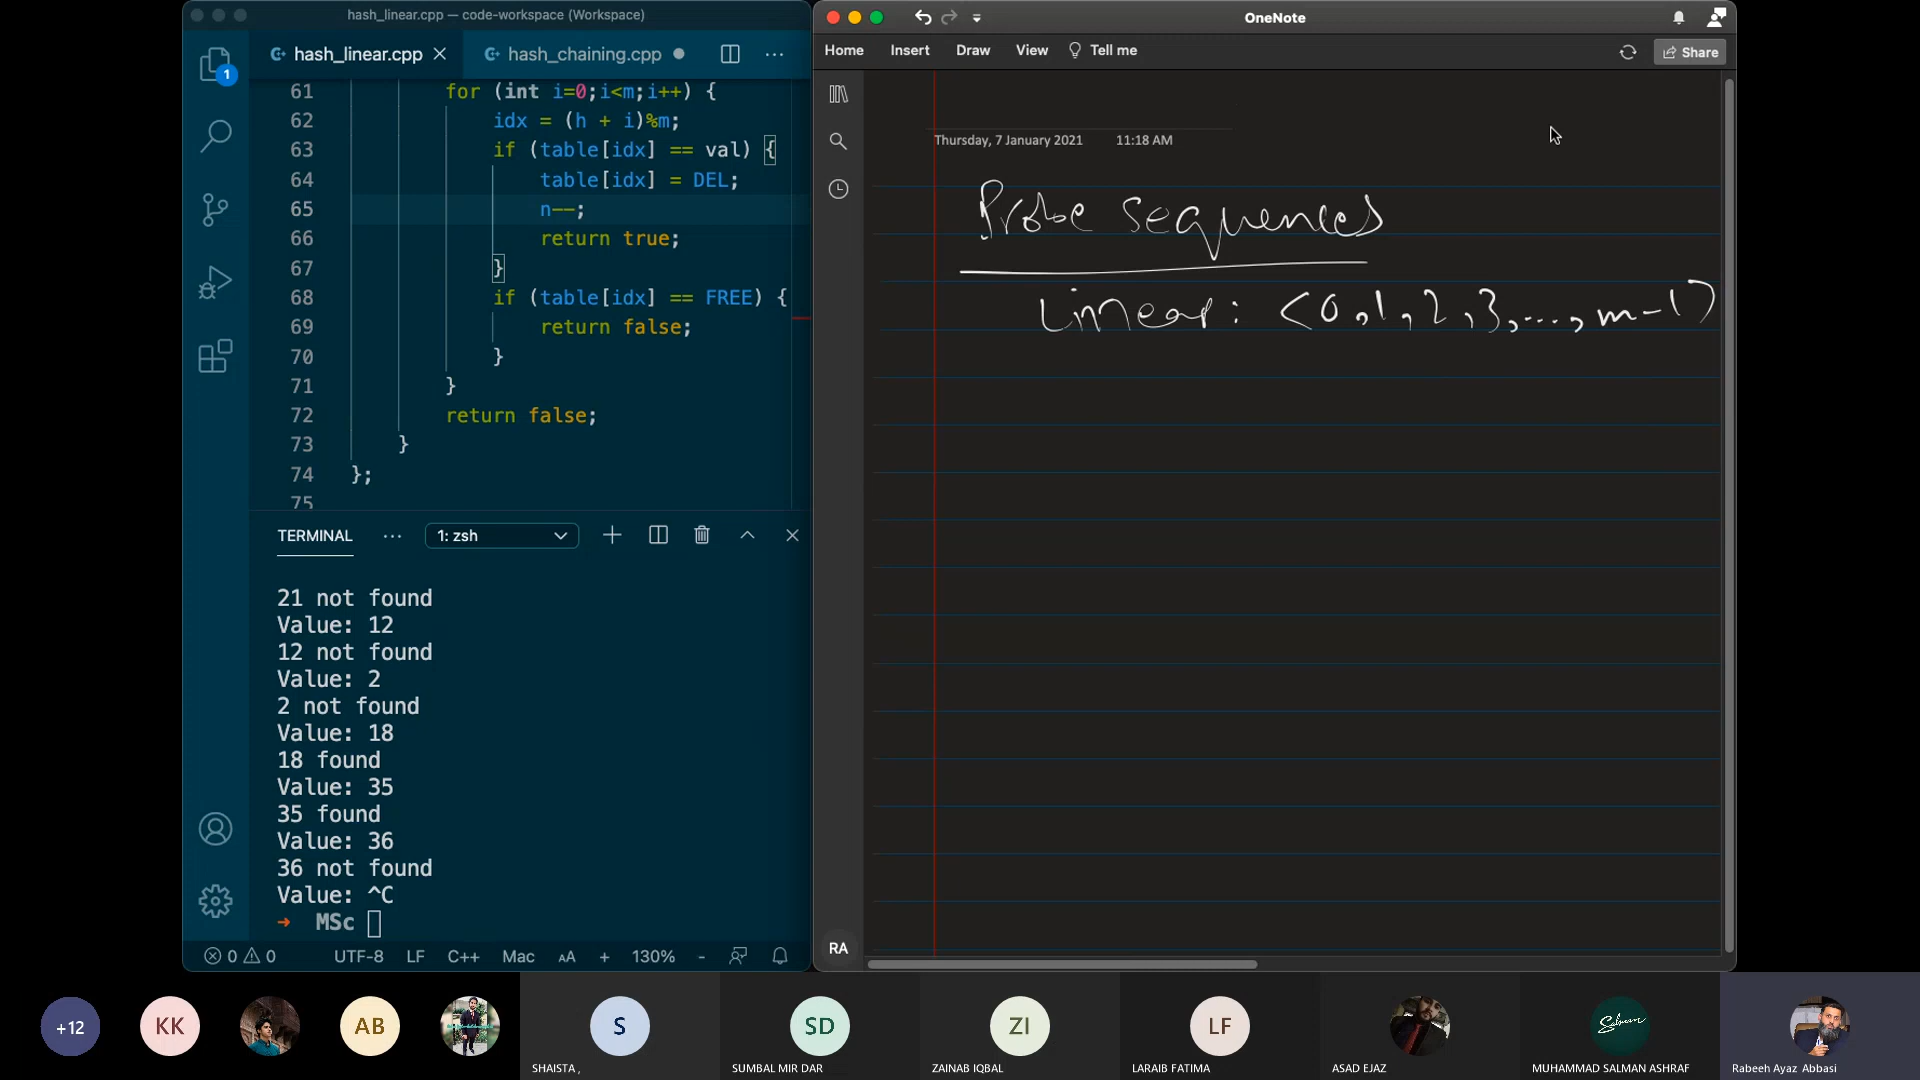 hash_linear.cpp — code-workspace (Workspace)
hash_linear.cpp
hash_chaining.cpp
1
61 for (int i=0;i<m;i++) {
62 idx = (h + i)%m;
63 if (table[idx] == val) {
64 table[idx] = DEL;
65 n--;
66 return true;
67 }
68 if (table[idx] == FREE) {
69 return false;
70 }
71 }
72 return false;
73 }
74 };
75
TERMINAL
1: zsh
21 not found
Value: 12
12 not found
Value: 2
2 not found
Value: 18
18 found
Value: 35
35 found
Value: 36
36 not found
Value: ^C
→ MSc
0 0 UTF-8 LF C++ Mac AA + 130% -
OneNote
Home Insert Draw View Tell me
Share
Thursday, 7 January 2021 11:18 AM
Probe sequences
Linear: <0,1,2,3,...,m-1>
RA
+12
KK
AB
S
SHAISTA ,
SD
SUMBAL MIR DAR
ZI
ZAINAB IQBAL
LF
LARAIB FATIMA
ASAD EJAZ
Salman
MUHAMMAD SALMAN ASHRAF
Rabeeh Ayaz Abbasi